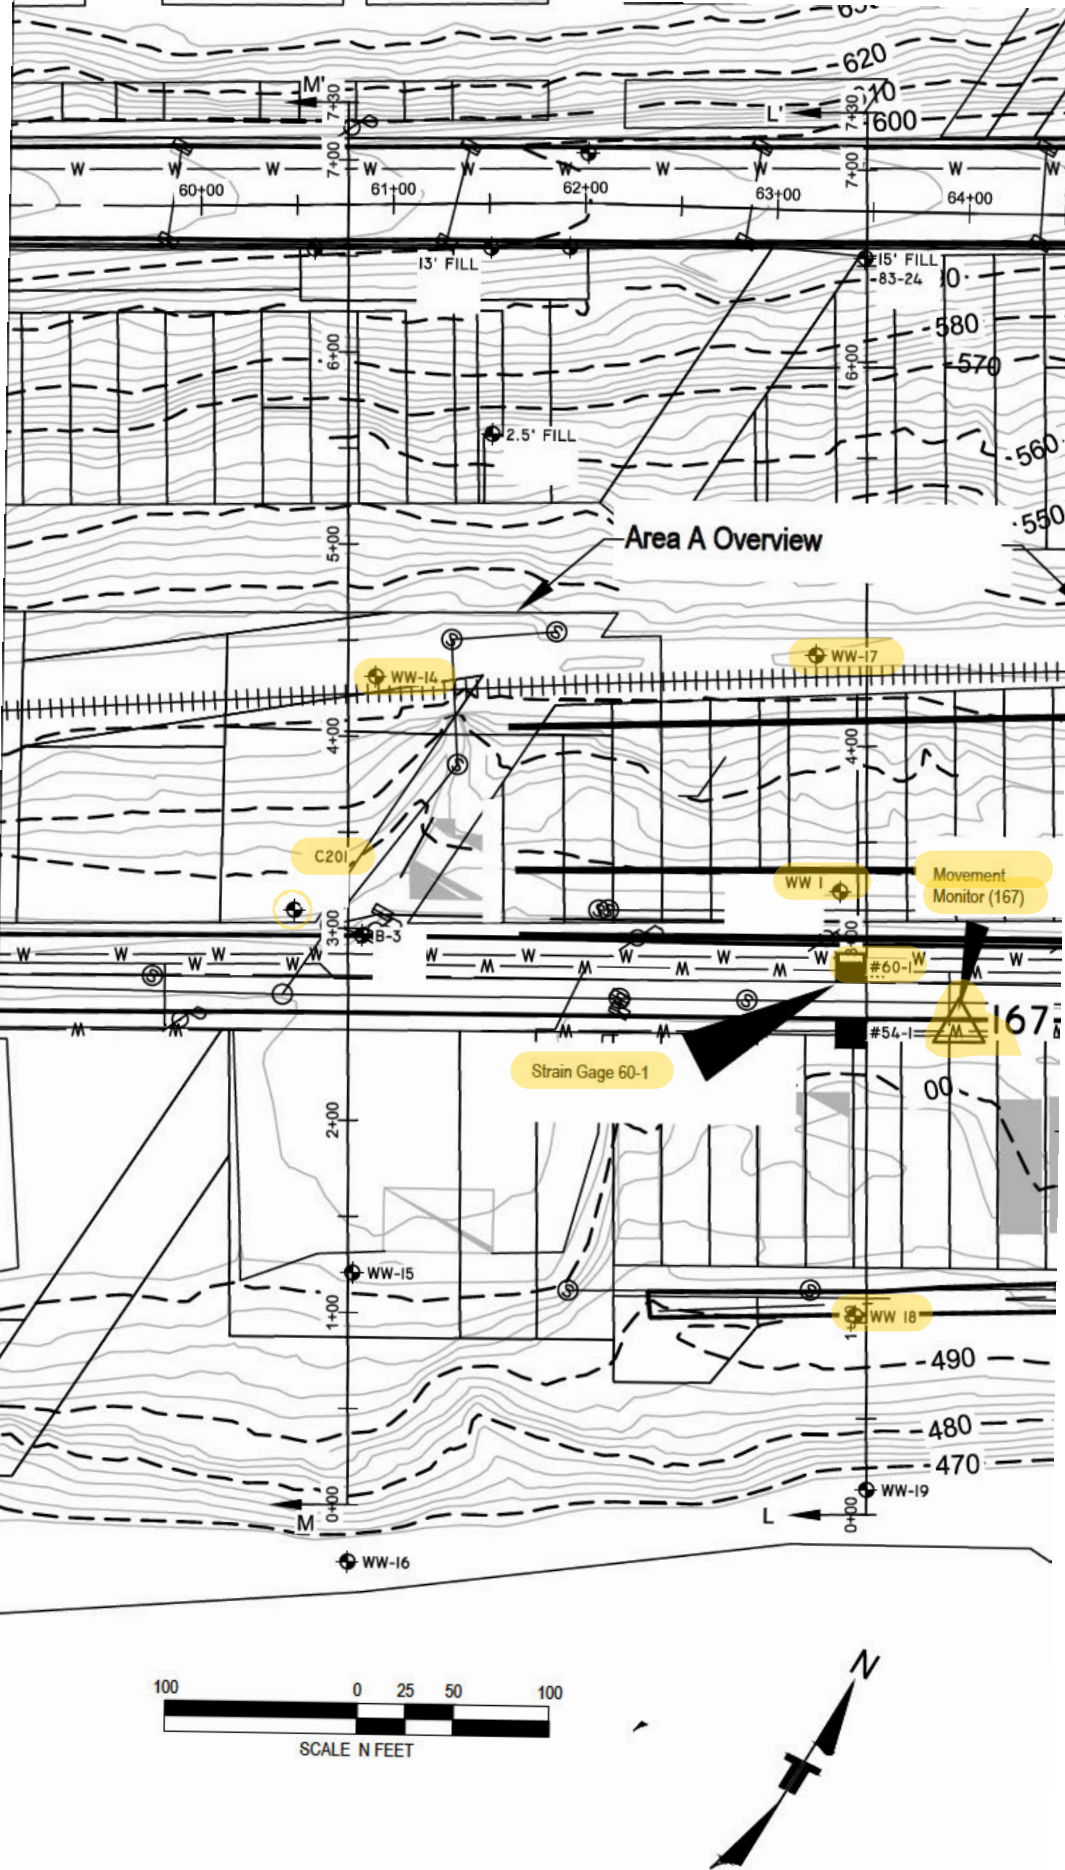 620
610
600
M'
L'
7+30
7+30
7+00
7+00
W W W W W W W W W W
60+00 61+00 62+00 63+00 64+00
13' FILL
15' FILL
83-24
580
570
6+00
6+00
2.5' FILL
560
550
5+00
Area A Overview
S S
WW-17
WW-14
4+00
4+00
S
C201
WW 1
Movement
Monitor (167)
3+00
B-3
S S
W W W W W W W W
#60-1
M M M M M
S S S
167
#54-1
Strain Gage 60-1
00
2+00
WW-15
S S
1+00
WW 18
490
480
470
WW-19
0+00
0+00
M
L
WW-16
N
100 0 25 50 100
SCALE N FEET